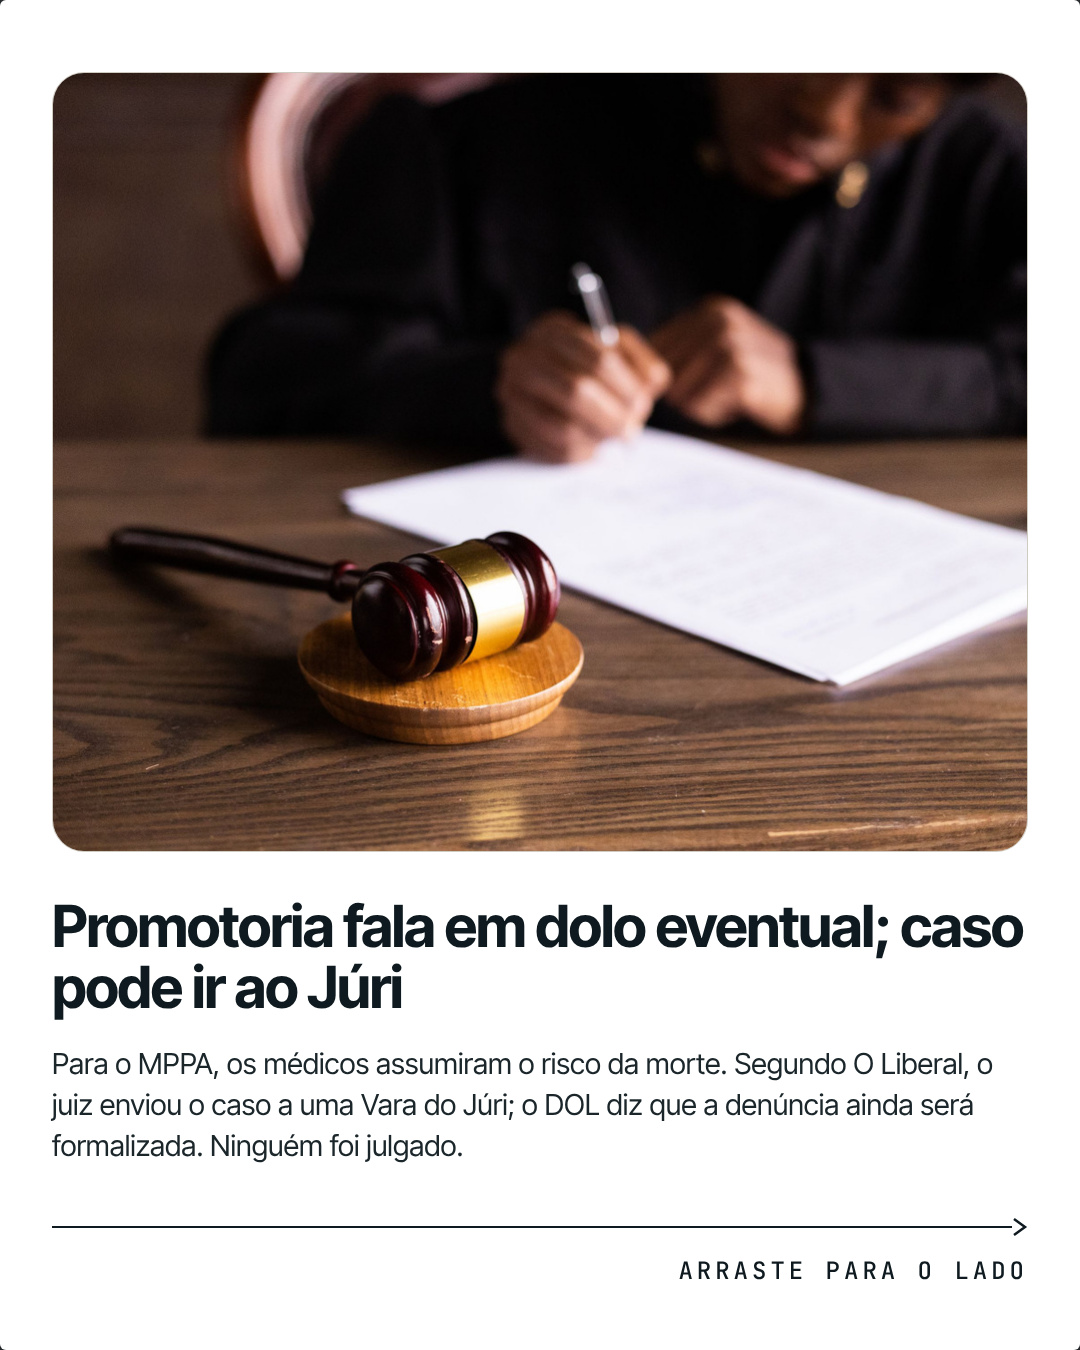 Promotoria fala em dolo eventual; caso
pode ir ao Júri
Para o MPPA, os médicos assumiram o risco da morte. Segundo O Liberal, o
juiz enviou o caso a uma Vara do Júri; o DOL diz que a denúncia ainda será
formalizada. Ninguém foi julgado.
ARRASTE PARA O LADO